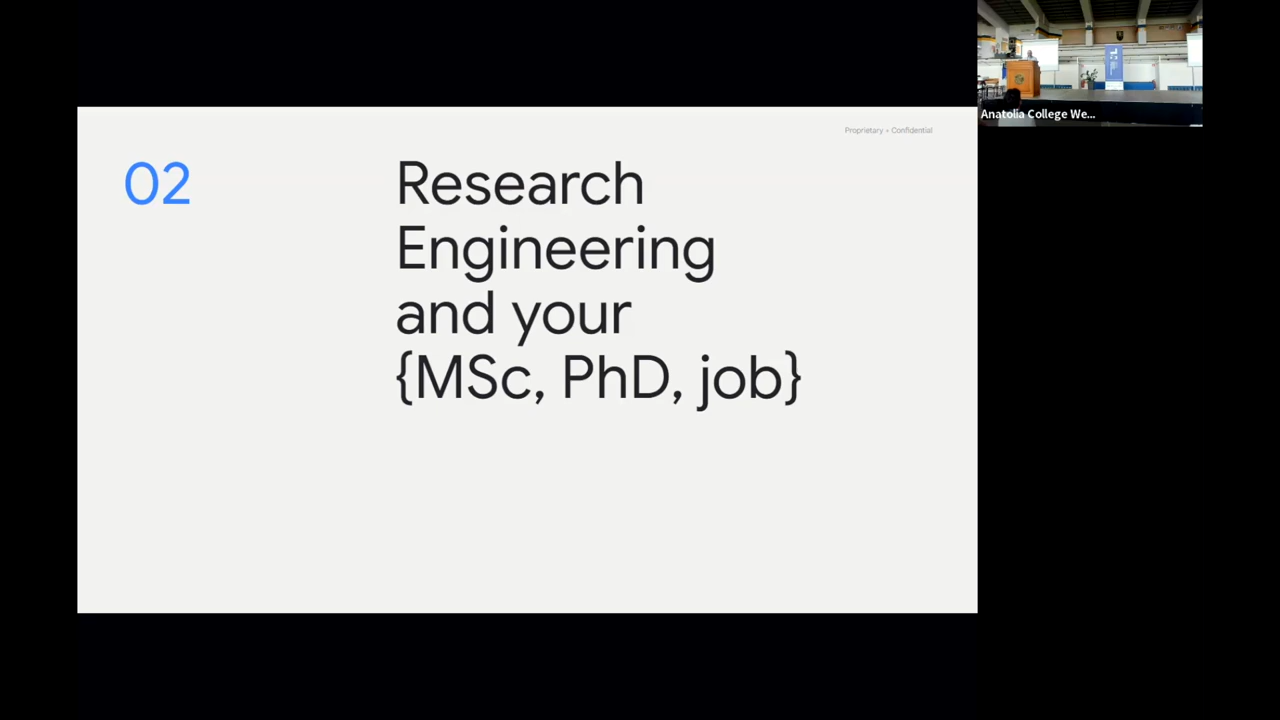 Proprietary + Confidential
02
Research
Engineering
and your
{MSc, PhD, job}
Anatolia College We...